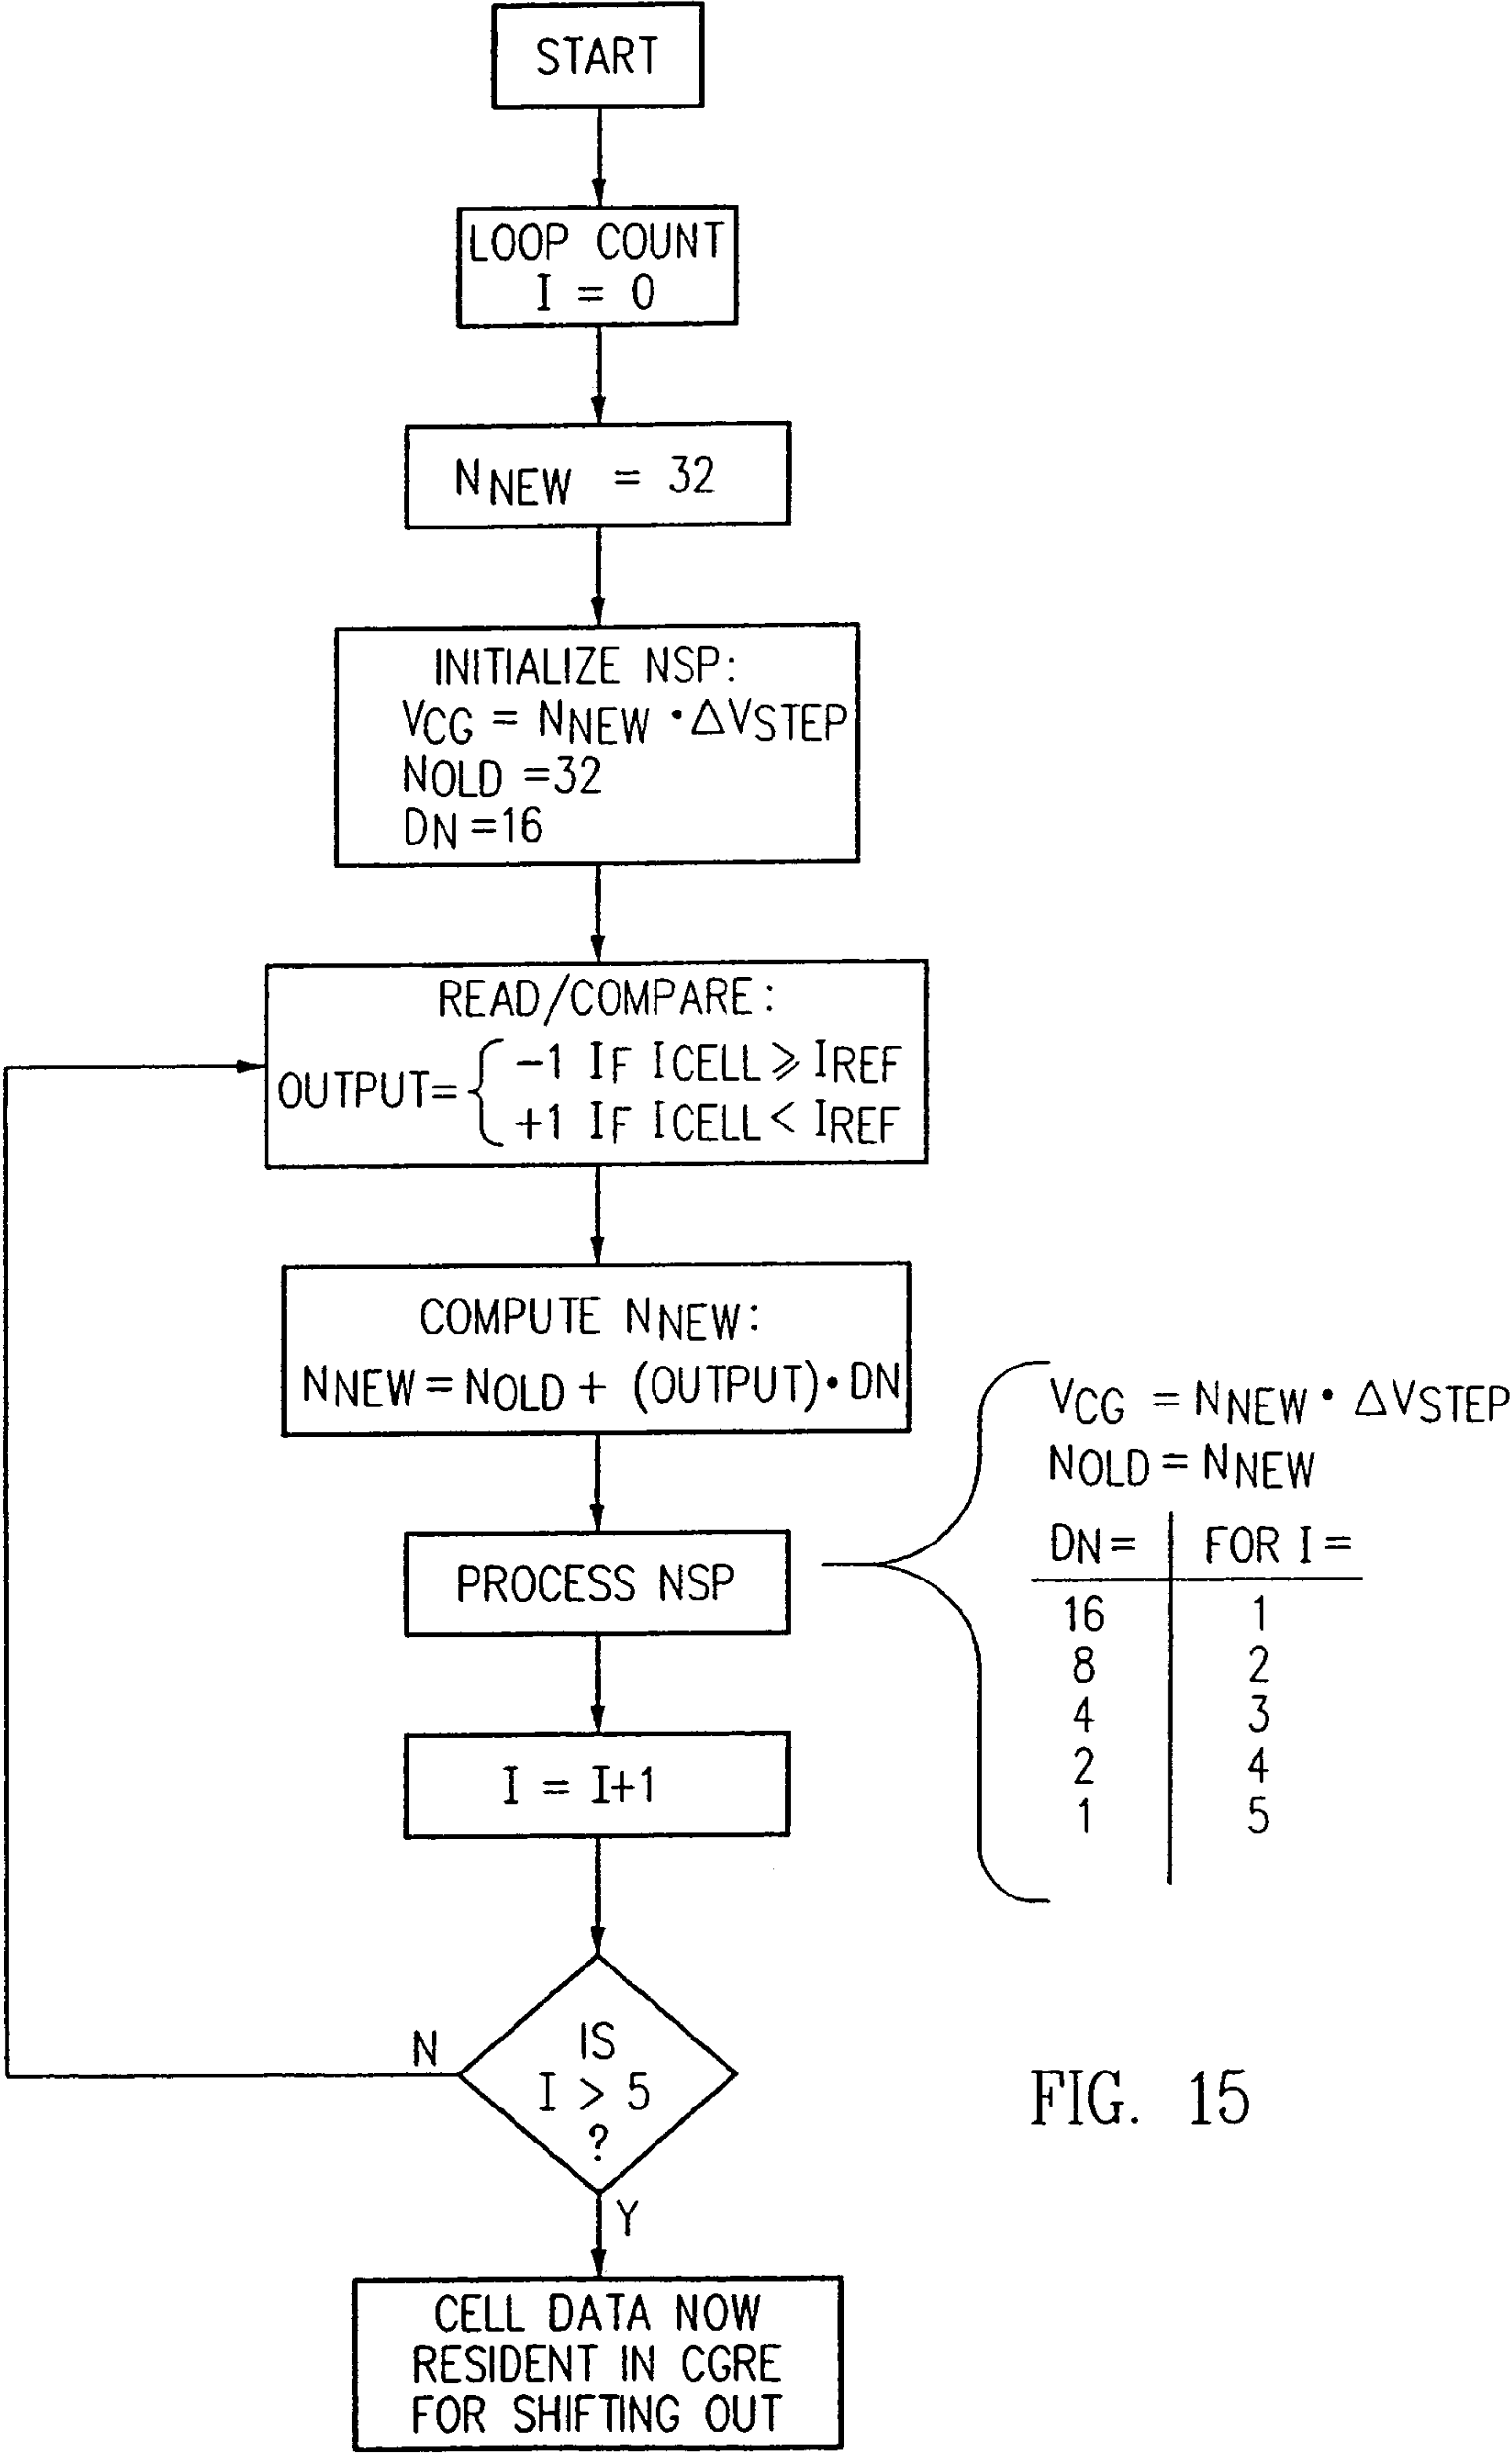 START
LOOP COUNT
I = 0
NNEW = 32
INITIALIZE NSP:
VCG = NNEW • ΔVSTEP
NOLD = 32
DN = 16
READ/COMPARE:
OUTPUT = { -1 IF ICELL ⩾ IREF
+1 IF ICELL < IREF
COMPUTE NNEW:
NNEW = NOLD + (OUTPUT) • DN
PROCESS NSP
VCG = NNEW • ΔVSTEP
NOLD = NNEW
DN = FOR I =
16 1
8 2
4 3
2 4
1 5
I = I+1
IS
I > 5
?
N
Y
CELL DATA NOW
RESIDENT IN CGRE
FOR SHIFTING OUT
FIG. 15